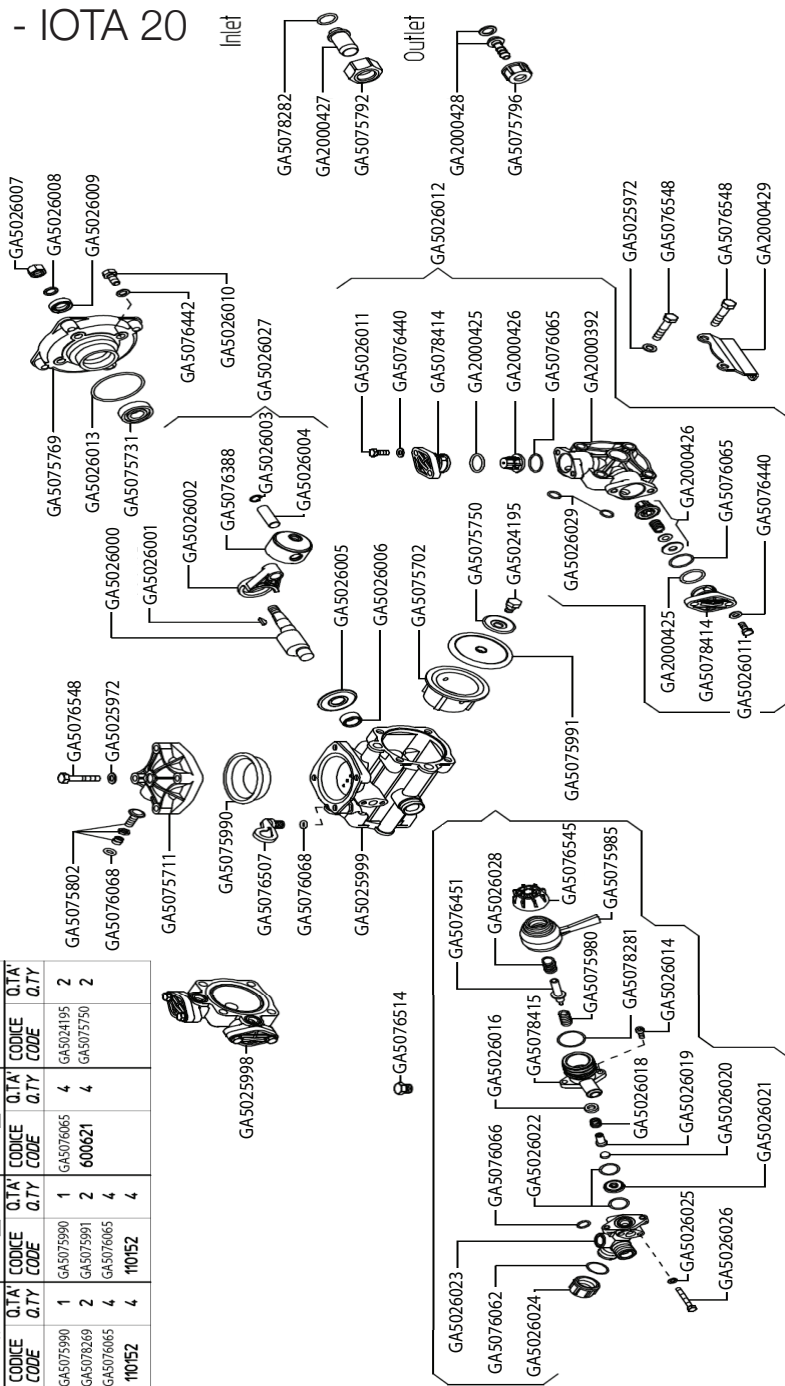 - IOTA 20
Inlet
GA5078282
GA2000427
GA5075792
Outlet
GA2000428
GA5075796
GA5026007
GA5026008
GA5026009
GA5026010
GA5076442
GA5075769
GA5026013
GA5075731
GA5026027
GA5026000
GA5026001
GA5026002
GA5076388
GA5026003
GA5026004
GA5026012
GA5026011
GA5076440
GA5078414
GA2000425
GA2000426
GA5076065
GA2000392
GA5025972
GA5076548
GA5076548
GA2000429
GA5026029
GA2000426
GA5076065
GA5076440
GA2000425
GA5078414
GA5026011
GA5026005
GA5026006
GA5075702
GA5075750
GA5024195
GA5075991
GA5076548
GA5025972
GA5075802
GA5076068
GA5075711
GA5075990
GA5076507
GA5076068
GA5025999
GA5025998
GA5076514
GA5076451
GA5026028
GA5076545
GA5075985
GA5075980
GA5078281
GA5026014
GA5026016
GA5078415
GA5026018
GA5026019
GA5026020
GA5026021
GA5076066
GA5026022
GA5026023
GA5076062
GA5026024
GA5026025
GA5026026
CODICE CODE Q.TA' Q.TY CODICE CODE Q.TA' Q.TY CODICE CODE Q.TA' Q.TY CODICE CODE Q.TA' Q.TY
GA5075990 1 GA5075990 1 GA5076065 4 GA5024195 2
GA5078269 2 GA5075991 2 600621 4 GA5075750 2
GA5076065 4 GA5076065 4
110152 4 110152 4